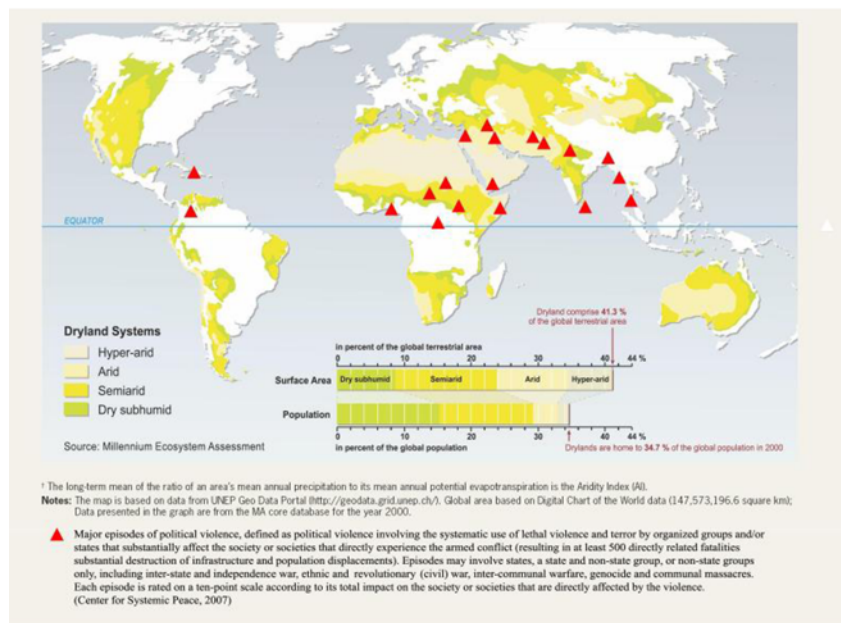 EQUATOR
Dryland comprise 41.3 %
of the global terrestrial area
Dryland Systems
Hyper-arid
Arid
Semiarid
Dry subhumid
in percent of the global terrestrial area
0 10 20 30 40 44 %
Surface Area Dry subhumid Semiarid Arid Hyper-arid
Population
0 10 20 30 40 44 %
in percent of the global population
Drylands are home to 34.7 % of the global population in 2000
Source: Millennium Ecosystem Assessment
† The long-term mean of the ratio of an area's mean annual precipitation to its mean annual potential evapotranspiration is the Aridity Index (AI).
Notes: The map is based on data from UNEP Geo Data Portal (http://geodata.grid.unep.ch/). Global area based on Digital Chart of the World data (147,573,196.6 square km);
Data presented in the graph are from the MA core database for the year 2000.
Major episodes of political violence, defined as political violence involving the systematic use of lethal violence and terror by organized groups and/or
states that substantially affect the society or societies that directly experience the armed conflict (resulting in at least 500 directly related fatalities
substantial destruction of infrastructure and population displacements). Episodes may involve states, a state and non-state group, or non-state groups
only, including inter-state and independence war, ethnic and revolutionary (civil) war, inter-communal warfare, genocide and communal massacres.
Each episode is rated on a ten-point scale according to its total impact on the society or societies that are directly affected by the violence.
(Center for Systemic Peace, 2007)